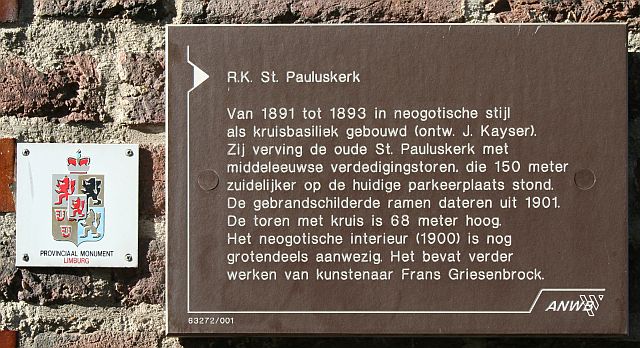 R.K. St. Pauluskerk
Van 1891 tot 1893 in neogotische stijl
als kruisbasiliek gebouwd (ontw. J. Kayser).
Zij verving de oude St. Pauluskerk met
middeleeuwse verdedigingstoren, die 150 meter
zuidelijker op de huidige parkeerplaats stond.
De gebrandschilderde ramen dateren uit 1901.
De toren met kruis is 68 meter hoog.
Het neogotische interieur (1900) is nog
grotendeels aanwezig. Het bevat verder
werken van kunstenaar Frans Griesenbrock.
63272/001
ANWB
PROVINCIAAL MONUMENT
LIMBURG